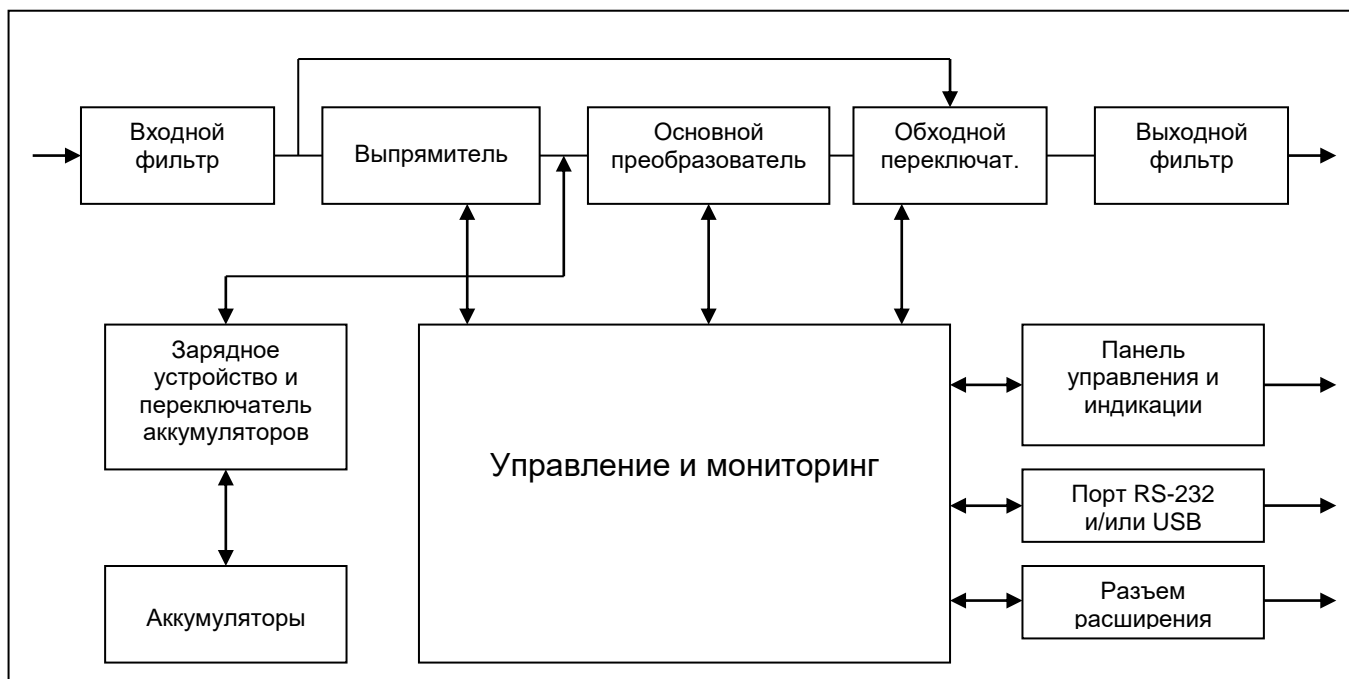 Входной
фильтр
Выпрямитель
Основной
преобразователь
Обходной
переключат.
Выходной
фильтр
Зарядное
устройство и
переключатель
аккумуляторов
Управление и мониторинг
Панель
управления и
индикации
Порт RS-232
и/или USB
Аккумуляторы
Разъем
расширения